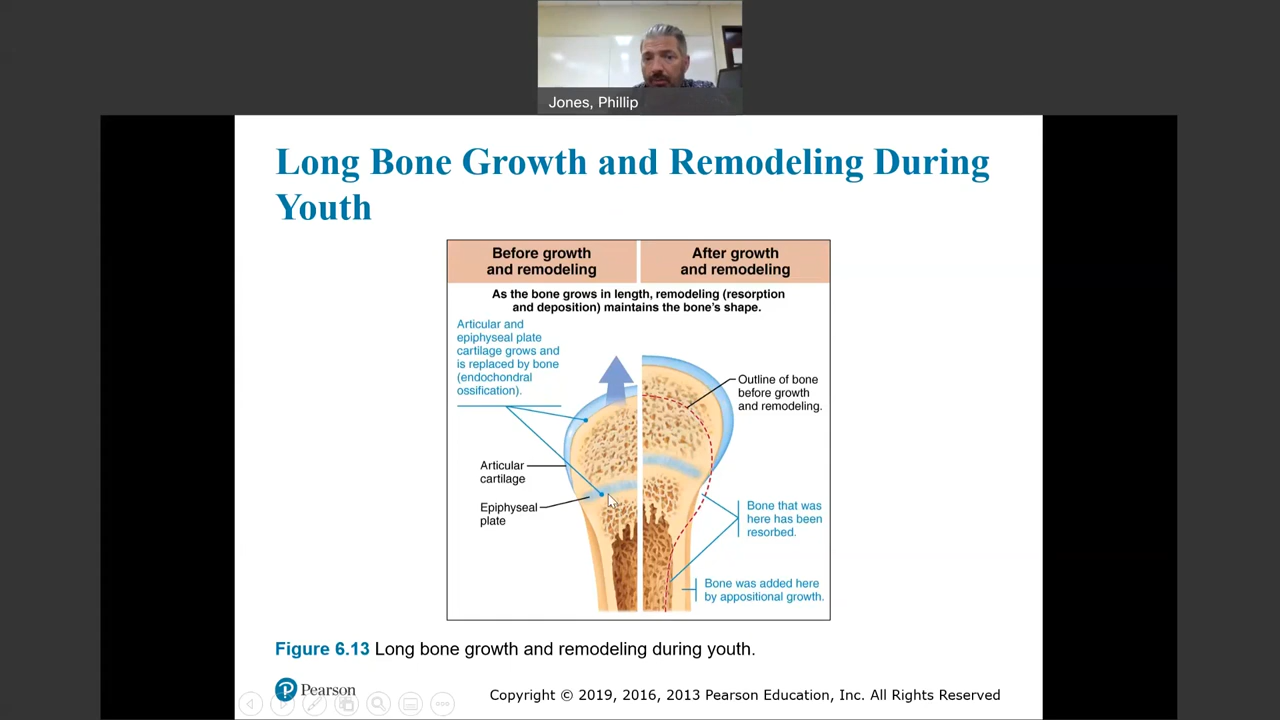 Jones, Phillip
Long Bone Growth and Remodeling During
Youth
Before growth
and remodeling
After growth
and remodeling
As the bone grows in length, remodeling (resorption
and deposition) maintains the bone's shape.
Articular and
epiphyseal plate
cartilage grows and
is replaced by bone
(endochondral
ossification).
Outline of bone
before growth
and remodeling.
Articular
cartilage
Epiphyseal
plate
Bone that was
here has been
resorbed.
Bone was added here
by appositional growth.
Figure 6.13 Long bone growth and remodeling during youth.
Pearson
Copyright © 2019, 2016, 2013 Pearson Education, Inc. All Rights Reserved